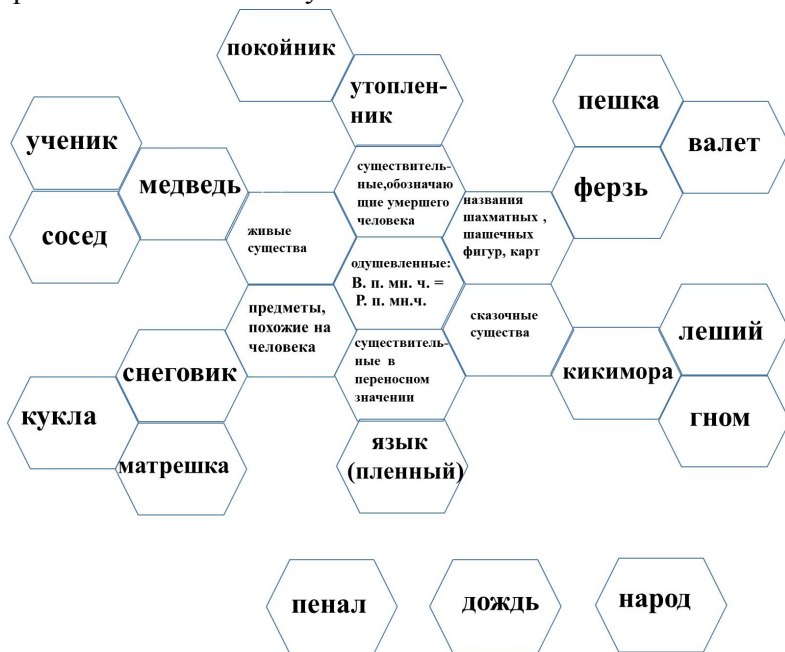 покойник
утоплен-
ник
пешка
валет
ферзь
ученик
медведь
сосед
существитель-
ные,обозначаю
щие умершего
человека
названия
шахматных ,
шашечных
фигур, карт
живые
существа
одушевленные:
В. п. мн. ч. =
Р. п. мн.ч.
предметы,
похожие на
человека
сказочные
существа
существитель-
ные в
переносном
значении
леший
кикимора
гном
снеговик
кукла
матрешка
язык
(пленный)
пенал
дождь
народ